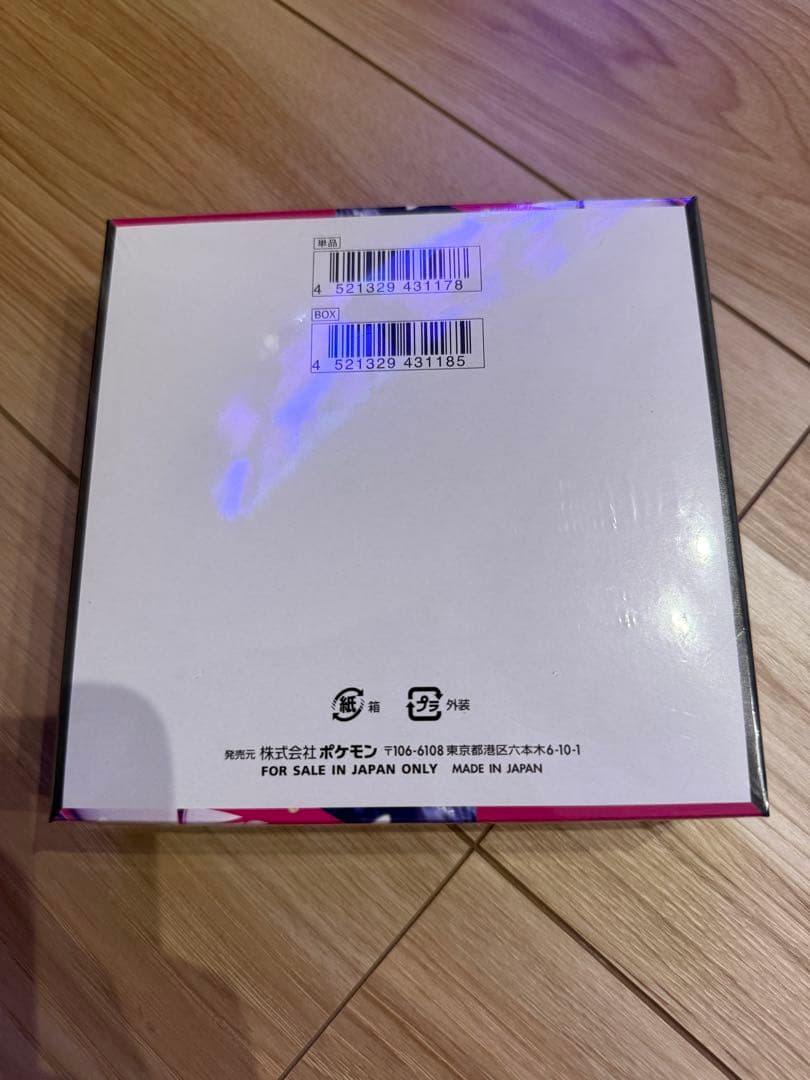 単品
4 521329 431178
BOX
4 521329 431185
紙 箱 プラ 外装
発売元 株式会社 ポケモン 〒106-6108 東京都港区六本木6-10-1
FOR SALE IN JAPAN ONLY MADE IN JAPAN